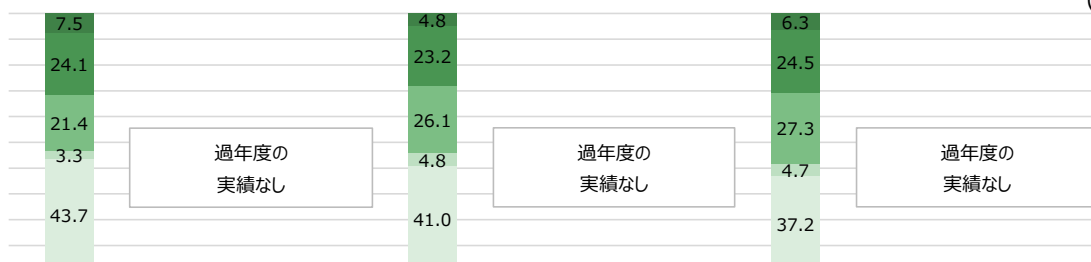 7.5
24.1
21.4
3.3
43.7
過年度の
実績なし
4.8
23.2
26.1
4.8
41.0
過年度の
実績なし
6.3
24.5
27.3
4.7
37.2
過年度の
実績なし